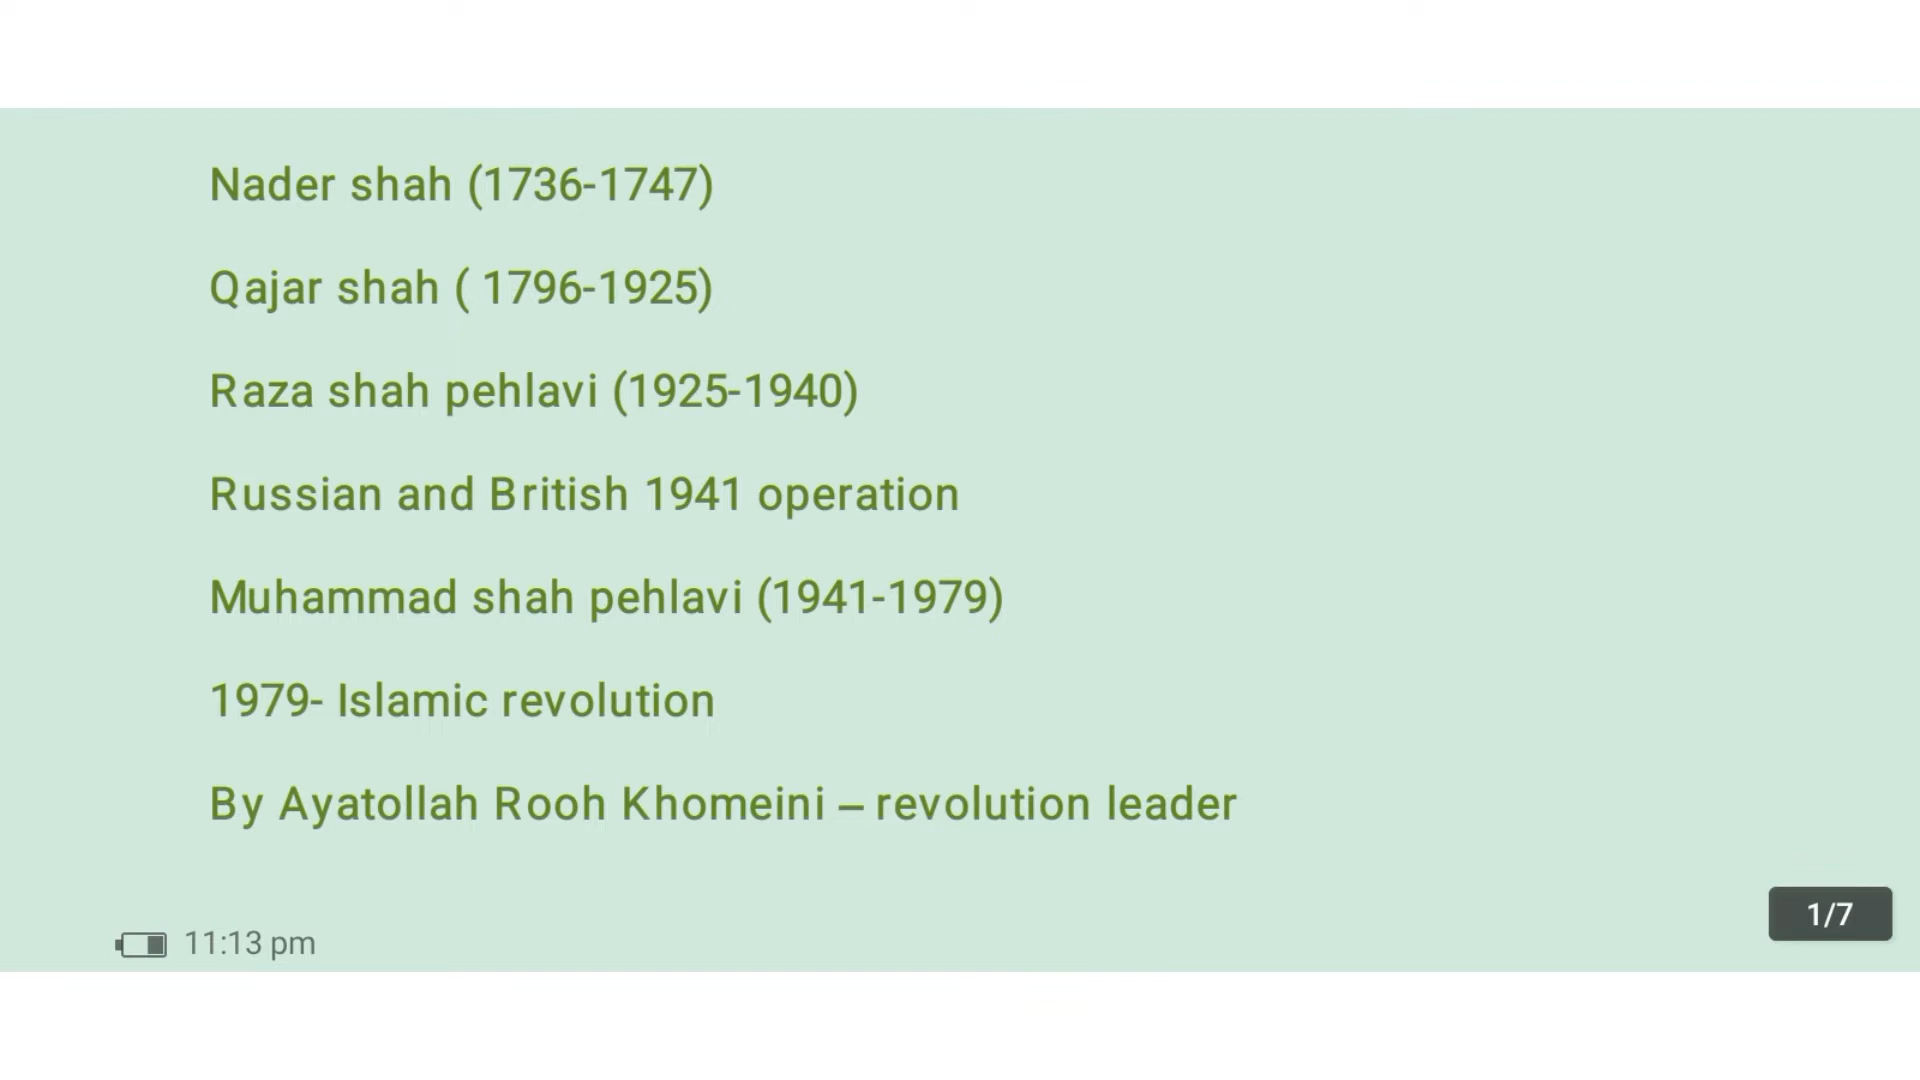 Nader shah (1736-1747)
Qajar shah ( 1796-1925)
Raza shah pehlavi (1925-1940)
Russian and British 1941 operation
Muhammad shah pehlavi (1941-1979)
1979- Islamic revolution
By Ayatollah Rooh Khomeini – revolution leader
1/7
11:13 pm